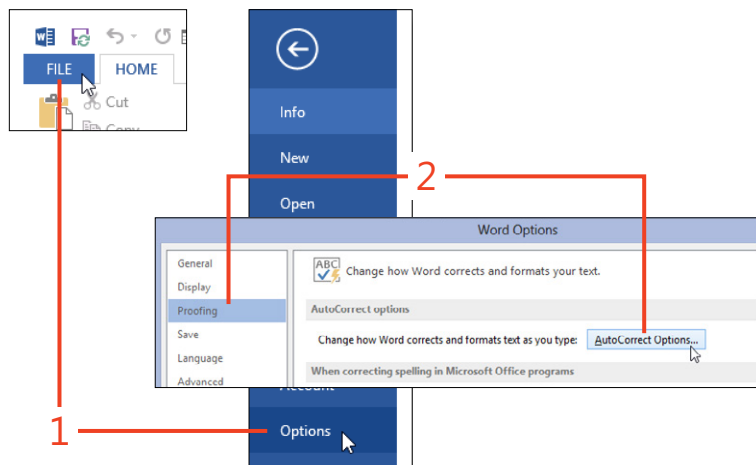 FILE HOME
Cut
Copy
Info
New
Open
2
Word Options
General
Display
Proofing
Save
Language
Advanced
ABC
Change how Word corrects and formats your text.
AutoCorrect options
Change how Word corrects and formats text as you type: AutoCorrect Options...
When correcting spelling in Microsoft Office programs
Account
1
Options